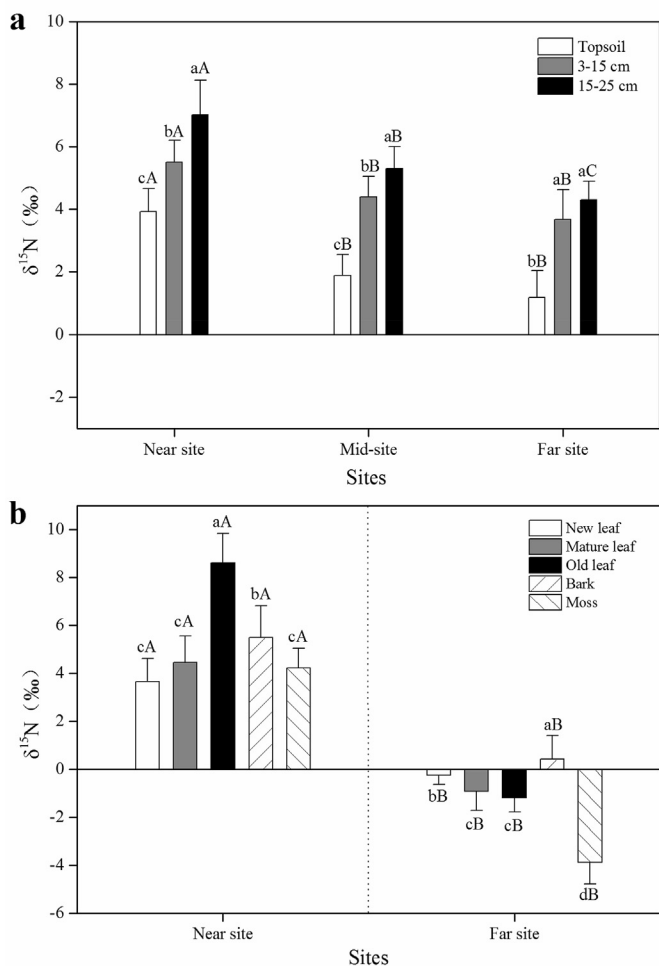 a
10
8
6
4
2
0
-2
δ15N (‰)
Topsoil
3-15 cm
15-25 cm
cA
bA
aA
cB
bB
aB
bB
aB
aC
Near site
Mid-site
Far site
Sites
b
10
8
6
4
2
0
-2
-4
-6
δ15N (‰)
New leaf
Mature leaf
Old leaf
Bark
Moss
cA
cA
aA
bA
cA
bB
cB
cB
aB
dB
Near site
Far site
Sites